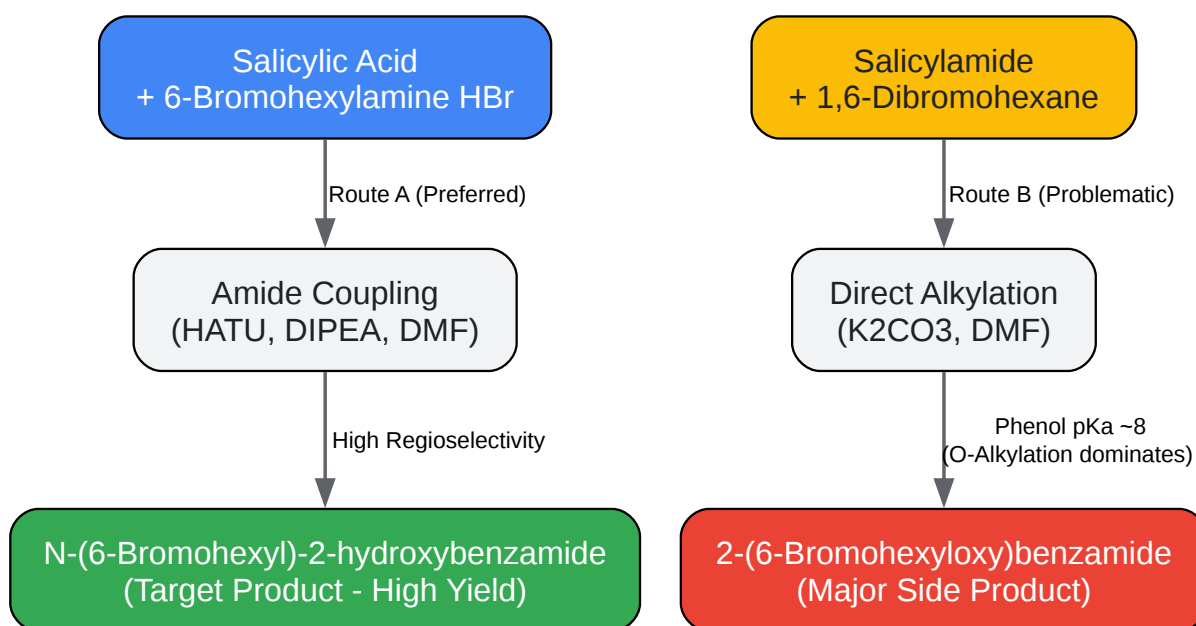 Salicylic Acid
+ 6-Bromohexylamine HBr
Route A (Preferred)
Amide Coupling
(HATU, DIPEA, DMF)
High Regioselectivity
N-(6-Bromohexyl)-2-hydroxybenzamide
(Target Product - High Yield)
Salicylamide
+ 1,6-Dibromohexane
Route B (Problematic)
Direct Alkylation
(K2CO3, DMF)
Phenol pKa ~8
(O-Alkylation dominates)
2-(6-Bromohexyloxy)benzamide
(Major Side Product)